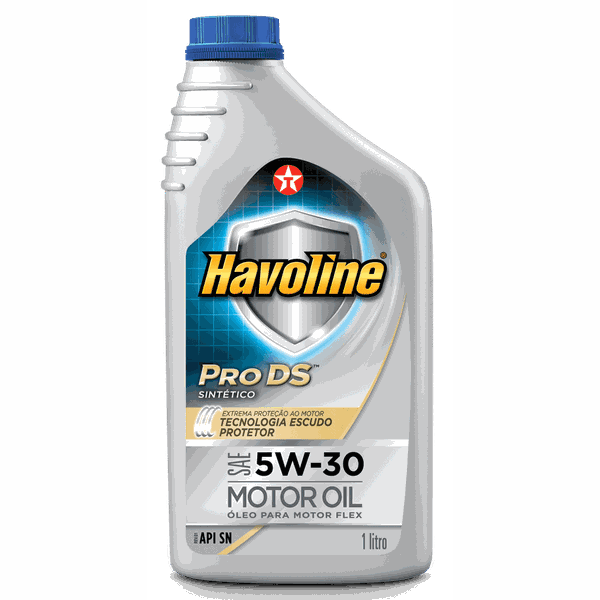 Havoline®
PRO DS™
SINTÉTICO
EXTREMA PROTEÇÃO AO MOTOR
TECNOLOGIA ESCUDO
PROTETOR
SAE 5W-30
MOTOR OIL
ÓLEO PARA MOTOR FLEX
API SN
1 litro